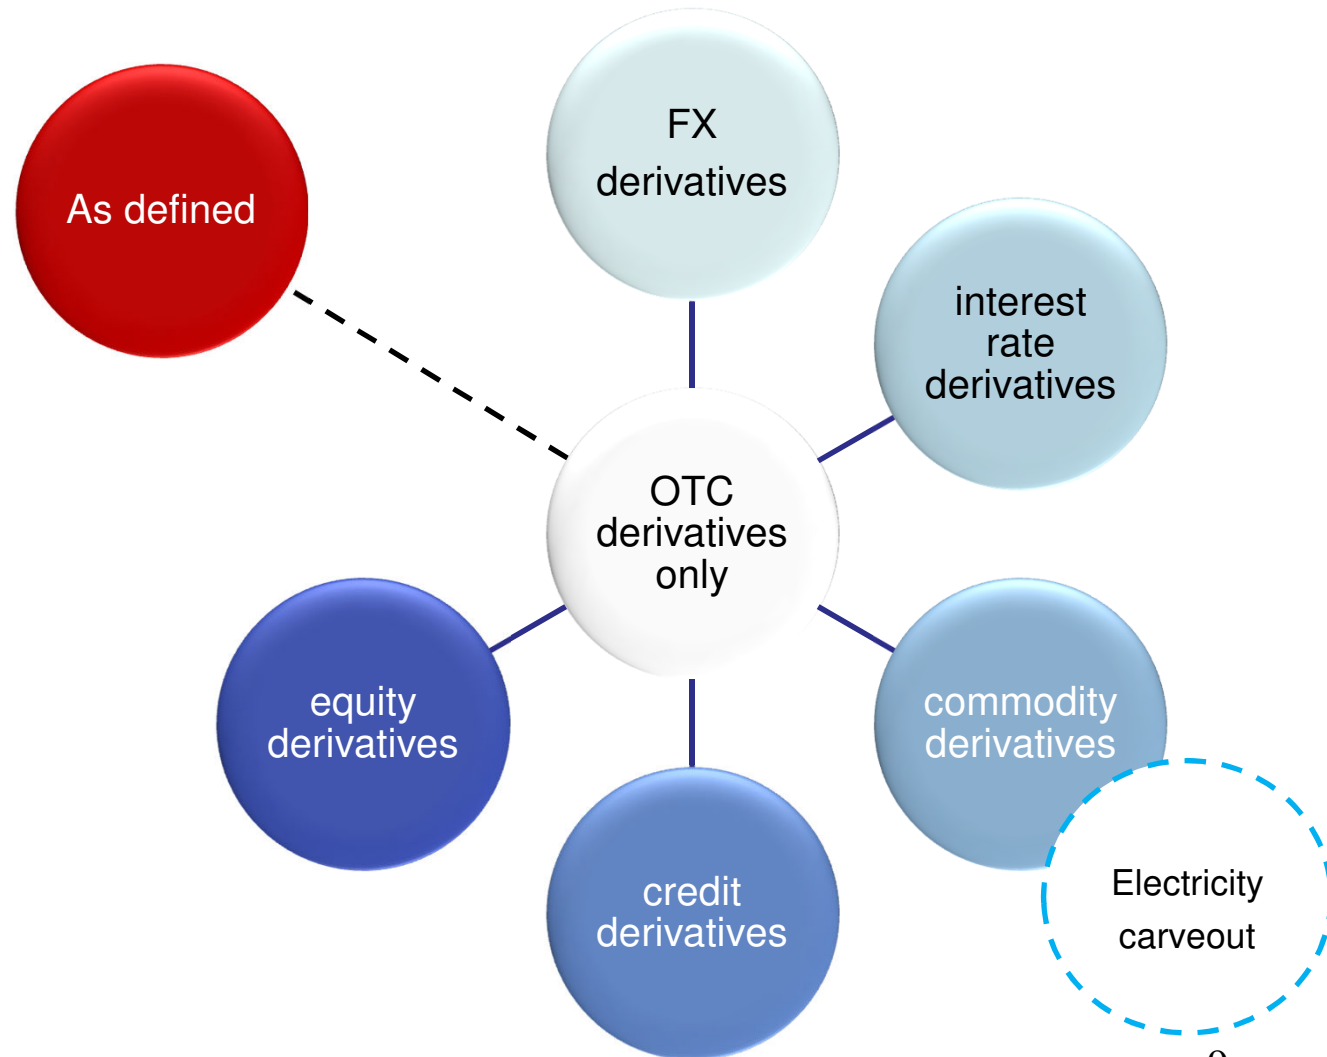 FX
derivatives
As defined
interest
rate
derivatives
OTC
derivatives
only
equity
derivatives
commodity
derivatives
credit
derivatives
Electricity
carveout